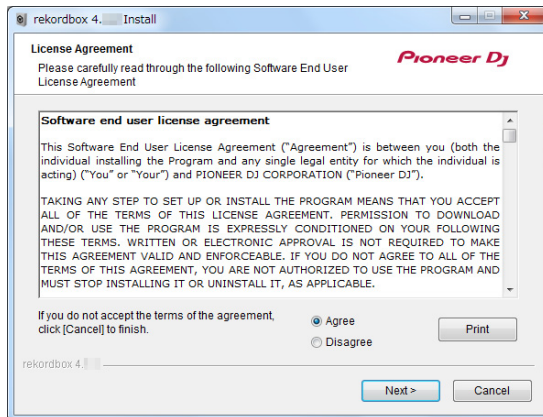 rekordbox 4. Install
License Agreement
Please carefully read through the following Software End User
License Agreement
Pioneer Dj
Software end user license agreement
This Software End User License Agreement (“Agreement”) is between you (both the
individual installing the Program and any single legal entity for which the individual is
acting) (“You” or “Your”) and PIONEER DJ CORPORATION (“Pioneer DJ”).
TAKING ANY STEP TO SET UP OR INSTALL THE PROGRAM MEANS THAT YOU ACCEPT
ALL OF THE TERMS OF THIS LICENSE AGREEMENT. PERMISSION TO DOWNLOAD
AND/OR USE THE PROGRAM IS EXPRESSLY CONDITIONED ON YOUR FOLLOWING
THESE TERMS. WRITTEN OR ELECTRONIC APPROVAL IS NOT REQUIRED TO MAKE
THIS AGREEMENT VALID AND ENFORCEABLE. IF YOU DO NOT AGREE TO ALL OF THE
TERMS OF THIS AGREEMENT, YOU ARE NOT AUTHORIZED TO USE THE PROGRAM AND
MUST STOP INSTALLING IT OR UNINSTALL IT, AS APPLICABLE.
If you do not accept the terms of the agreement,
click [Cancel] to finish.
Agree
Disagree
Print
rekordbox 4.
Next >
Cancel